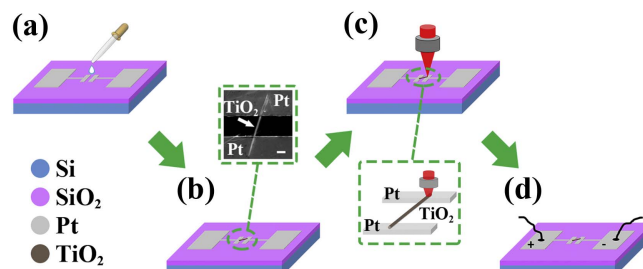 (a)
(c)
Pt
TiO₂
Pt
(b)
Si
SiO₂
Pt
TiO₂
Pt
TiO₂
Pt
(d)
+ -